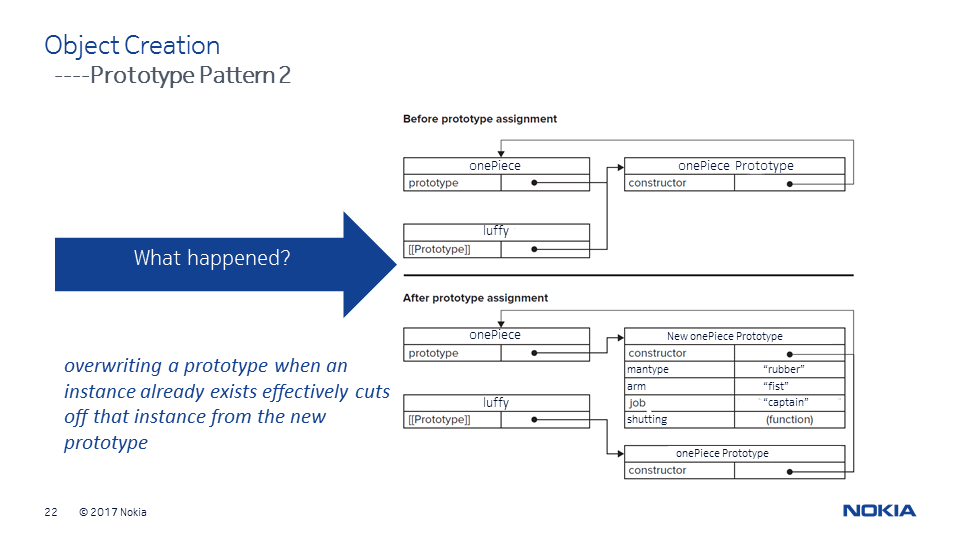 Object Creation
----Prototype Pattern 2
Before prototype assignment
onePiece
prototype
onePiece Prototype
constructor
luffy
[[Prototype]]
What happened?
After prototype assignment
onePiece
prototype
New onePiece Prototype
constructor
mantype “rubber”
arm “fist”
job “captain”
shutting (function)
luffy
[[Prototype]]
onePiece Prototype
constructor
overwriting a prototype when an
instance already exists effectively cuts
off that instance from the new
prototype
22 © 2017 Nokia
NOKIA